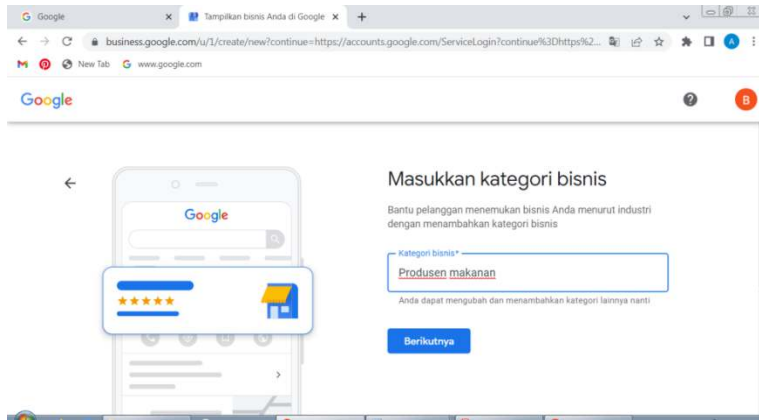 Google
Tampilkan bisnis Anda di Google
business.google.com/u/1/create/new?continue=https://accounts.google.com/ServiceLogin?continue%3Dhttps%2...
A
New Tab
www.google.com
Google
B
Masukkan kategori bisnis
Google
Bantu pelanggan menemukan bisnis Anda menurut industri
dengan menambahkan kategori bisnis
Kategori bisnis*
Produsen makanan
Anda dapat mengubah dan menambahkan kategori lainnya nanti
Berikutnya